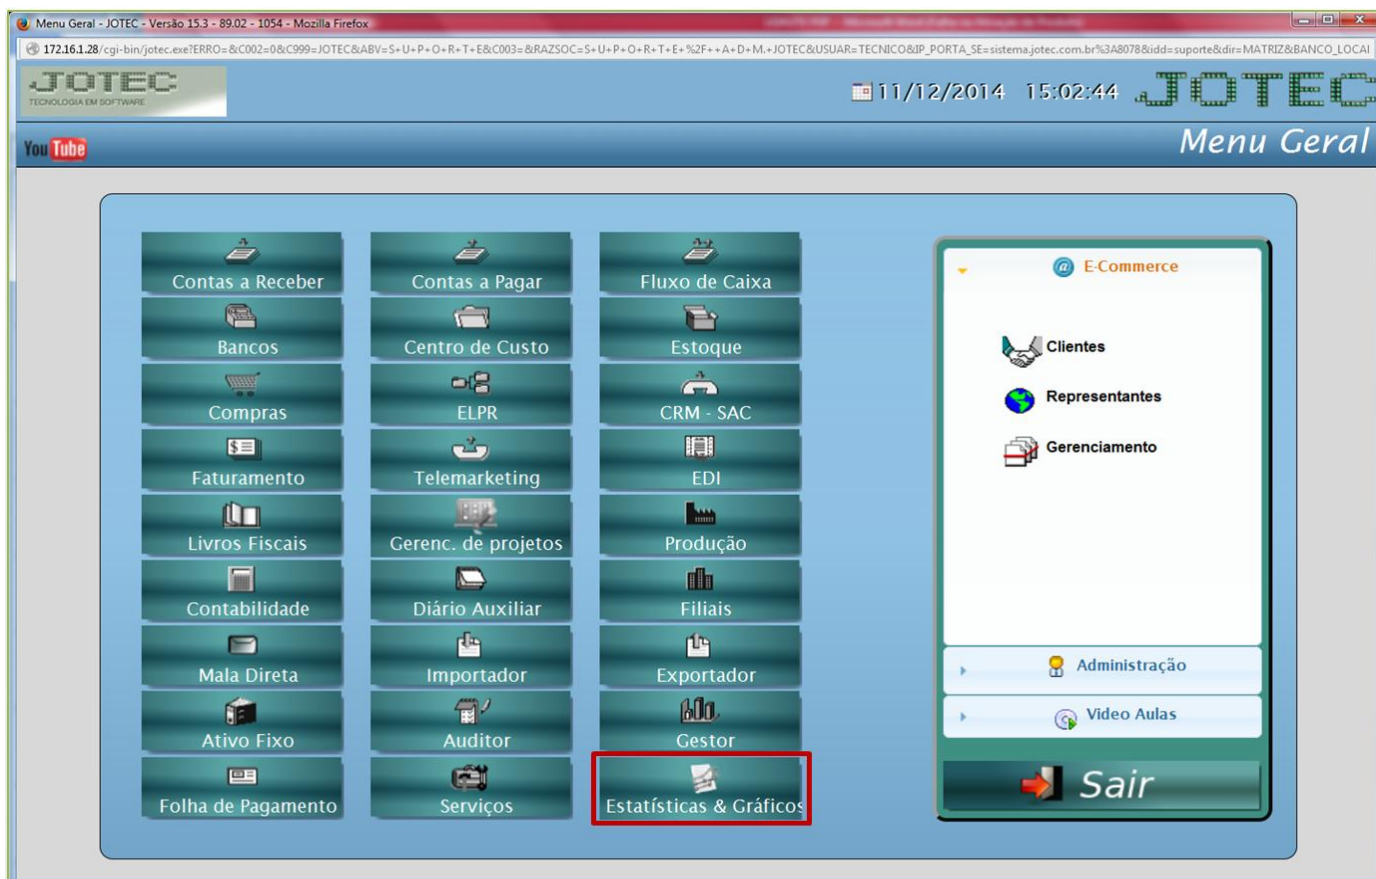 Menu Geral - JOTEC - Versão 15.3 - 89.02 - 1054 - Mozilla Firefox
172.16.1.28/cgi-bin/jotec.exe?ERRO=&C002=0&C999=JOTEC&ABV=S+U+P+O+R+T+E&C003=&RAZSOC=S+U+P+O+R+T+E+%2F++A+D+M.+JOTEC&USUAR=TECNICO&IP_PORTA_SE=sistema.jotec.com.br%3A8078&idd=suporte&dir=MATRIZ&BANCO_LOCAI
JOTEC
TECNOLOGIA EM SOFTWARE
11/12/2014 15:02:44 JOTEC
You Tube
Menu Geral
Contas a Receber Contas a Pagar Fluxo de Caixa
Bancos Centro de Custo Estoque
Compras ELPR CRM - SAC
Faturamento Telemarketing EDI
Livros Fiscais Gerenc. de projetos Produção
Contabilidade Diário Auxiliar Filiais
Mala Direta Importador Exportador
Ativo Fixo Auditor Gestor
Folha de Pagamento Serviços Estatísticas & Gráficos
E-Commerce
Clientes
Representantes
Gerenciamento
Administração
Video Aulas
Sair